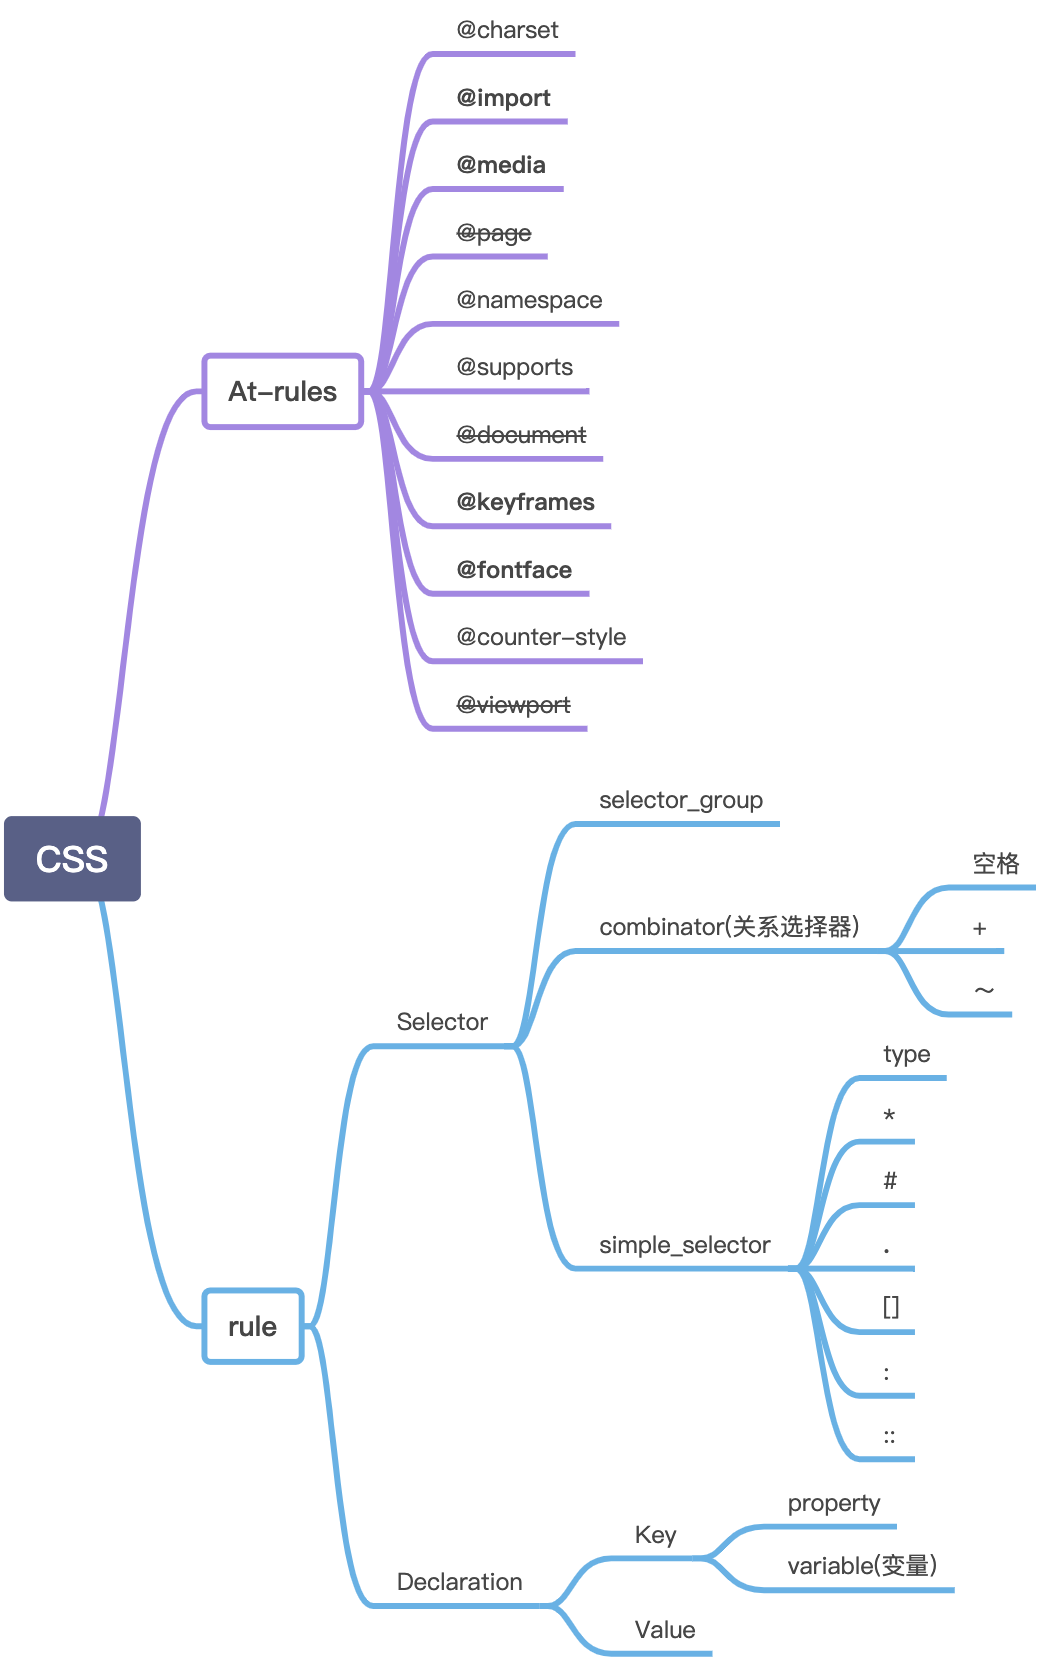 CSS
At-rules
@charset
@import
@media
@page
@namespace
@supports
@document
@keyframes
@fontface
@counter-style
@viewport
rule
Selector
selector_group
combinator(关系选择器)
空格
+
～
simple_selector
type
*
#
.
[]
:
::
Declaration
Key
property
variable(变量)
Value